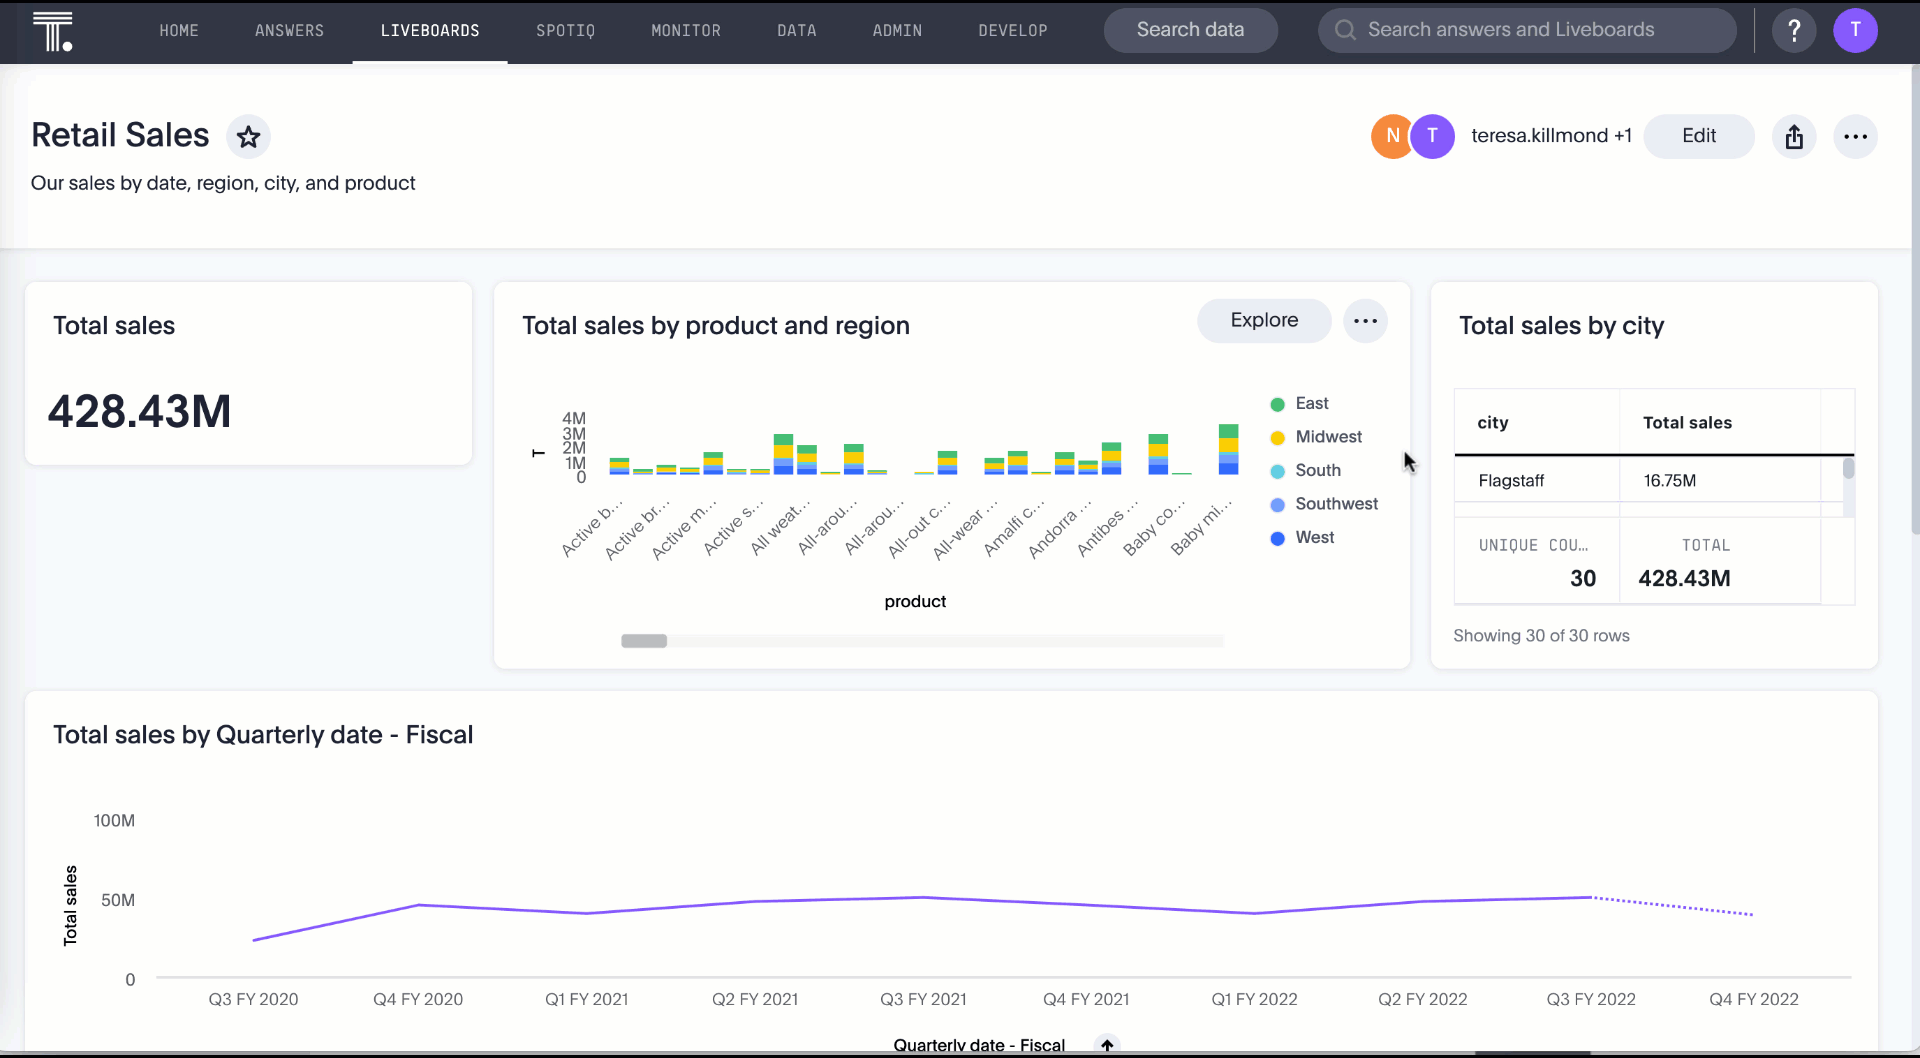 T.
HOME ANSWERS LIVEBOARDS SPOTIQ MONITOR DATA ADMIN DEVELOP Search data Search answers and Liveboards ? T
Retail Sales
N T teresa.killmond +1 Edit ...
Our sales by date, region, city, and product
Total sales
428.43M
Total sales by product and region
Explore ...
4M
3M
2M
1M
0
T
East
Midwest
South
Southwest
West
Active b...
Active br...
Active m...
Active s...
All weat...
All-arou...
All-arou...
All-out c...
All-wear ...
Amalfi c...
Andorra ...
Antibes ...
Baby co...
Baby mi...
product
Total sales by city
city Total sales
Flagstaff 16.75M
UNIQUE COU... TOTAL
30 428.43M
Showing 30 of 30 rows
Total sales by Quarterly date - Fiscal
100M
50M
0
Total sales
Q3 FY 2020 Q4 FY 2020 Q1 FY 2021 Q2 FY 2021 Q3 FY 2021 Q4 FY 2021 Q1 FY 2022 Q2 FY 2022 Q3 FY 2022 Q4 FY 2022
Quarterly date - Fiscal